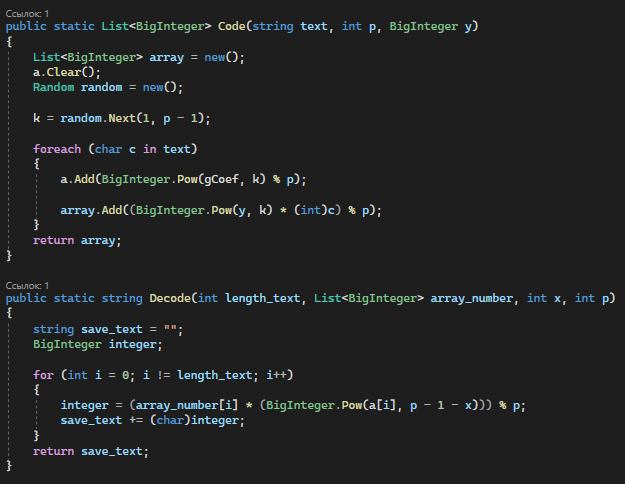 Ссылок: 1
public static List<BigInteger> Code(string text, int p, BigInteger y)
{
List<BigInteger> array = new();
a.Clear();
Random random = new();
k = random.Next(1, p - 1);
foreach (char c in text)
{
a.Add(BigInteger.Pow(gCoef, k) % p);
array.Add((BigInteger.Pow(y, k) * (int)c) % p);
}
return array;
}
Ссылок: 1
public static string Decode(int length_text, List<BigInteger> array_number, int x, int p)
{
string save_text = "";
BigInteger integer;
for (int i = 0; i != length_text; i++)
{
integer = (array_number[i] * (BigInteger.Pow(a[i], p - 1 - x))) % p;
save_text += (char)integer;
}
return save_text;
}